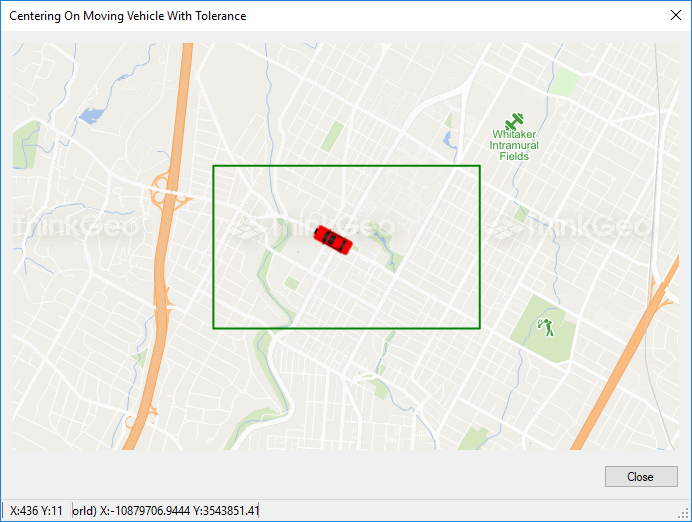 Centering On Moving Vehicle With Tolerance
Whitaker
Intramural
Fields
ThinkGeo
ThinkGeo
ThinkGeo
Close
X:436 Y:11
orld) X:-10879706.9444 Y:3543851.41